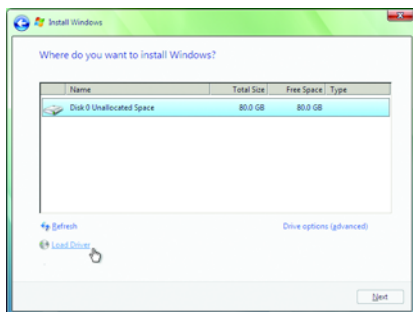 Install Windows
Where do you want to install Windows?
Name Total Size Free Space Type
Disk 0 Unallocated Space 80.0 GB 80.0 GB
Refresh Drive options (advanced)
Load Driver
Next